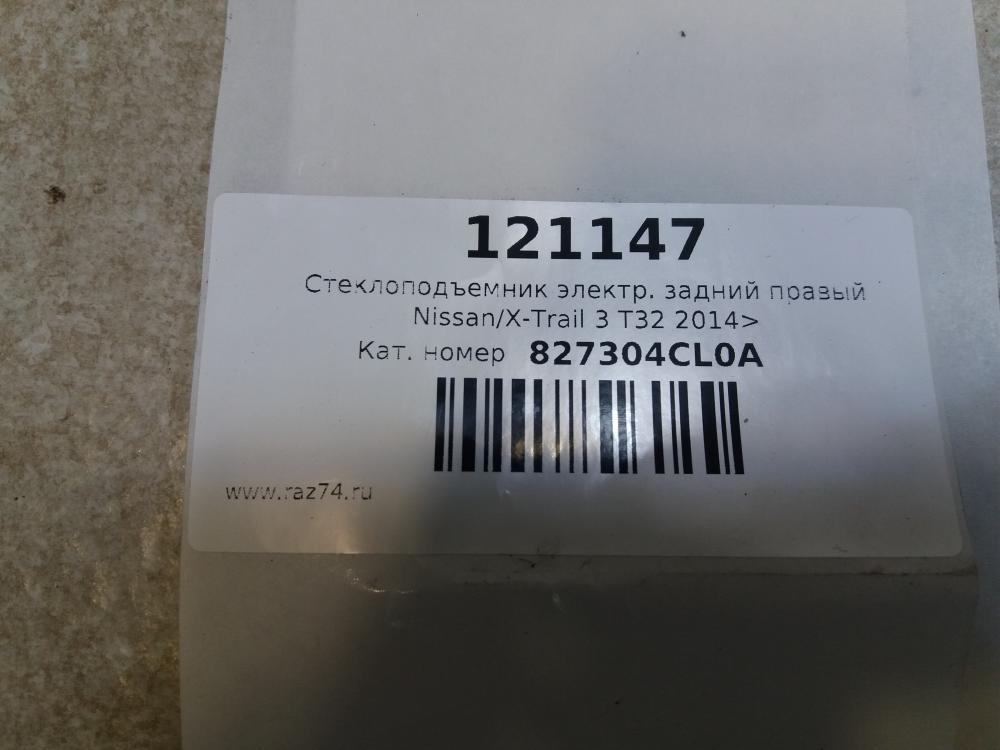 121147
Стеклоподъемник электр. задний правый
Nissan/X-Trail 3 T32 2014>
Кат. номер 827304CL0A
www.raz74.ru